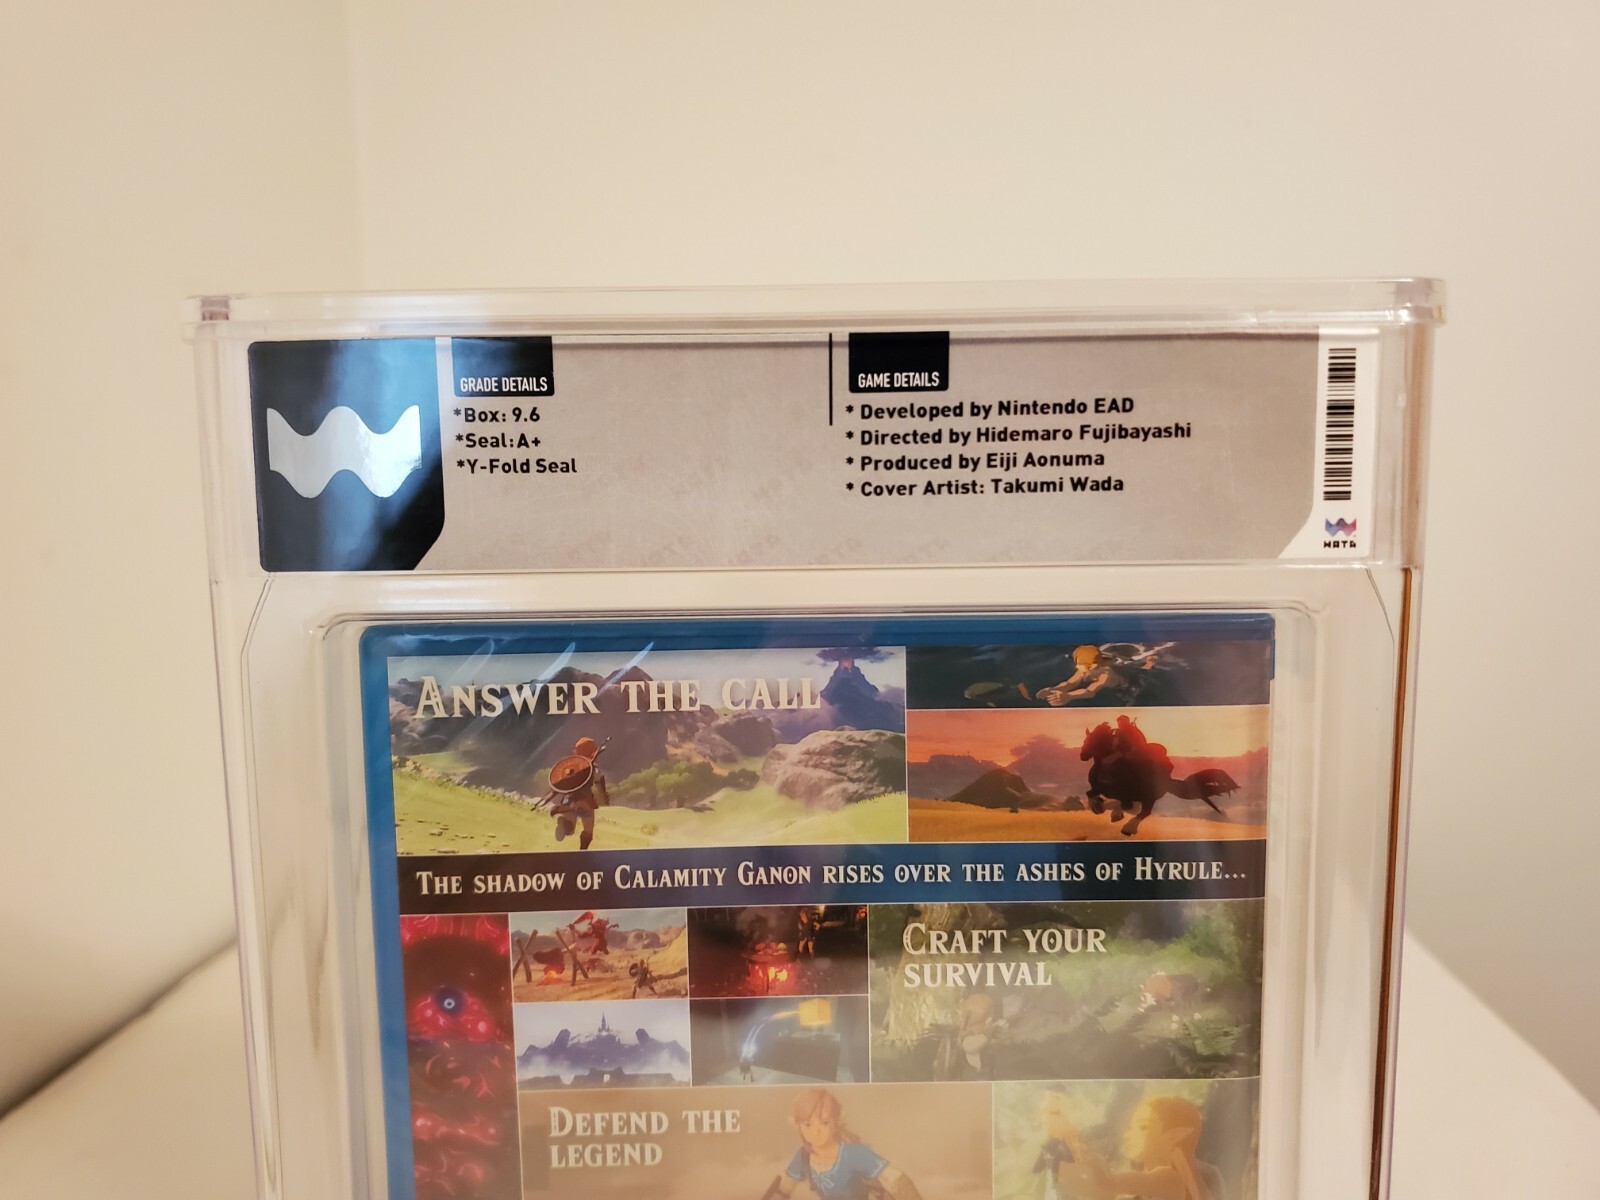 GRADE DETAILS
*Box: 9.6
*Seal: A+
*Y-Fold Seal
GAME DETAILS
* Developed by Nintendo EAD
* Directed by Hidemaro Fujibayashi
* Produced by Eiji Aonuma
* Cover Artist: Takumi Wada
WATA
ANSWER THE CALL
THE SHADOW OF CALAMITY GANON RISES OVER THE ASHES OF HYRULE...
CRAFT YOUR
SURVIVAL
DEFEND THE
LEGEND